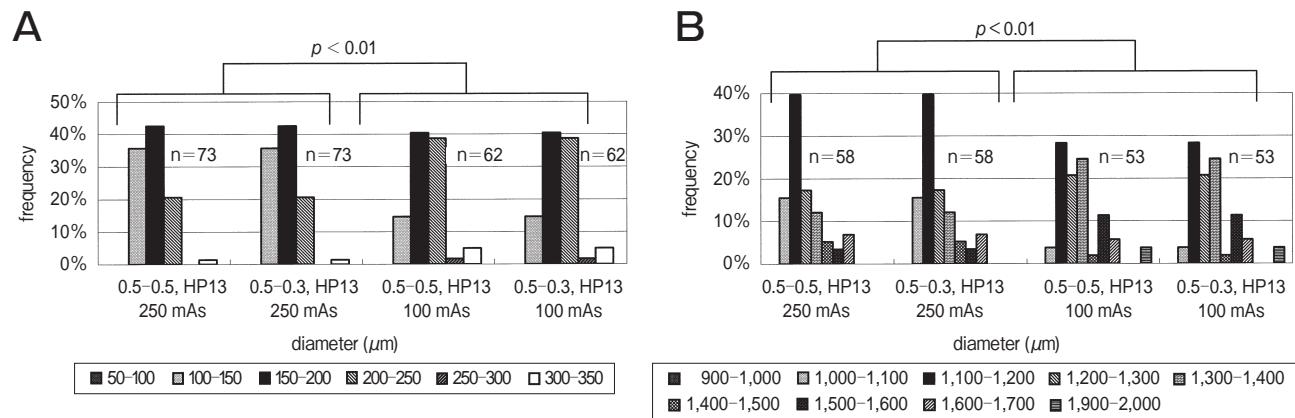 A
p < 0.01
50%
40%
30%
20%
10%
0%
frequency
n=73
n=73
n=62
n=62
0.5−0.5, HP13
250 mAs
0.5−0.3, HP13
250 mAs
0.5−0.5, HP13
100 mAs
0.5−0.3, HP13
100 mAs
diameter (μm)
50−100 100−150 150−200 200−250 250−300 300−350
B
p < 0.01
40%
30%
20%
10%
0%
frequency
n=58
n=58
n=53
n=53
0.5−0.5, HP13
250 mAs
0.5−0.3, HP13
250 mAs
0.5−0.5, HP13
100 mAs
0.5−0.3, HP13
100 mAs
diameter (μm)
900−1,000 1,000−1,100 1,100−1,200 1,200−1,300 1,300−1,400
1,400−1,500 1,500−1,600 1,600−1,700 1,900−2,000